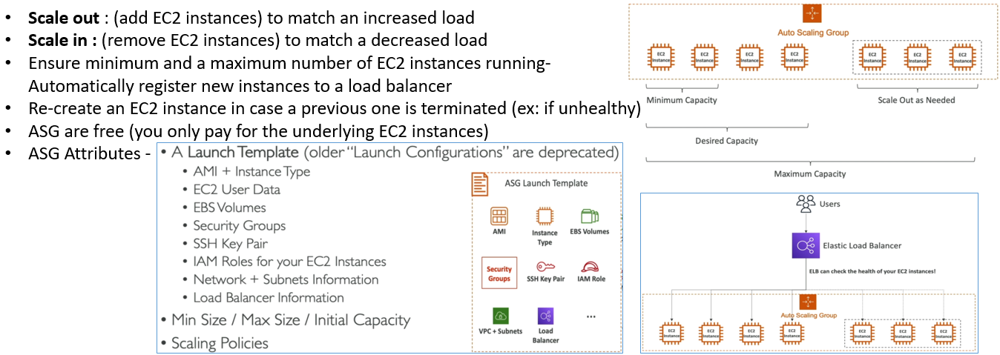 • Scale out : (add EC2 instances) to match an increased load
• Scale in : (remove EC2 instances) to match a decreased load
• Ensure minimum and a maximum number of EC2 instances running-
Automatically register new instances to a load balancer
• Re-create an EC2 instance in case a previous one is terminated (ex: if unhealthy)
• ASG are free (you only pay for the underlying EC2 instances)
• ASG Attributes -
• A Launch Template (older “Launch Configurations” are deprecated)
• AMI + Instance Type
• EC2 User Data
• EBS Volumes
• Security Groups
• SSH Key Pair
• IAM Roles for your EC2 Instances
• Network + Subnets Information
• Load Balancer Information
• Min Size / Max Size / Initial Capacity
• Scaling Policies
ASG Launch Template
AMI
Instance
Type
EBS Volumes
Security
Groups
SSH Key Pair
IAM Role
VPC + Subnets
Load
Balancer
...
Auto Scaling Group
EC2
Instance
EC2
Instance
EC2
Instance
EC2
Instance
EC2
Instance
EC2
Instance
EC2
Instance
Minimum Capacity
Scale Out as Needed
Desired Capacity
Maximum Capacity
Users
Elastic Load Balancer
ELB can check the health of your EC2 instances!
Auto Scaling Group
EC2
Instance
EC2
Instance
EC2
Instance
EC2
Instance
EC2
Instance
EC2
Instance
EC2
Instance